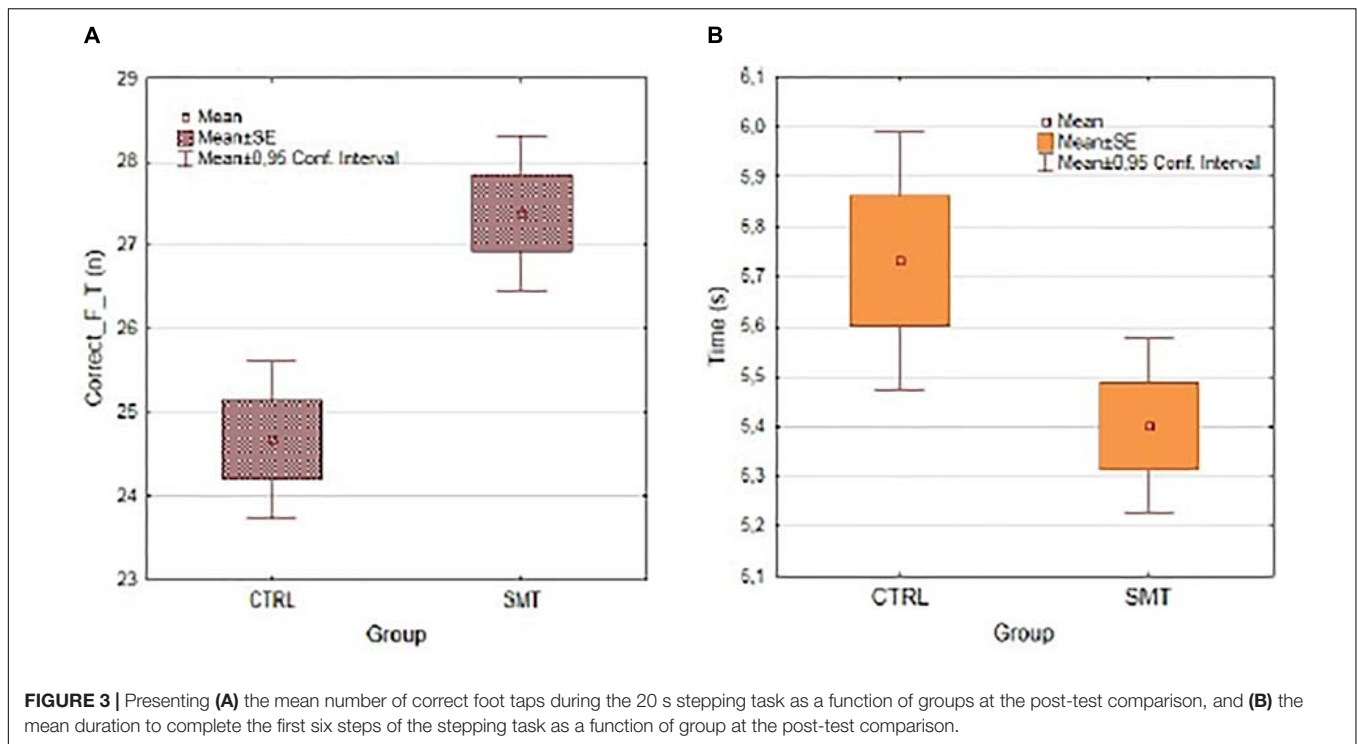 A
29
28
27
26
25
24
23
Correct_F_T (n)
Mean
Mean±SE
Mean±0,95 Conf. Interval
CTRL
SMT
Group
B
6,1
6,0
5,9
5,8
5,7
5,6
5,5
5,4
5,3
5,2
5,1
Time (s)
Mean
Mean±SE
Mean±0,95 Conf. Interval
CTRL
SMT
Group
FIGURE 3 | Presenting (A) the mean number of correct foot taps during the 20 s stepping task as a function of groups at the post-test comparison, and (B) the
mean duration to complete the first six steps of the stepping task as a function of group at the post-test comparison.